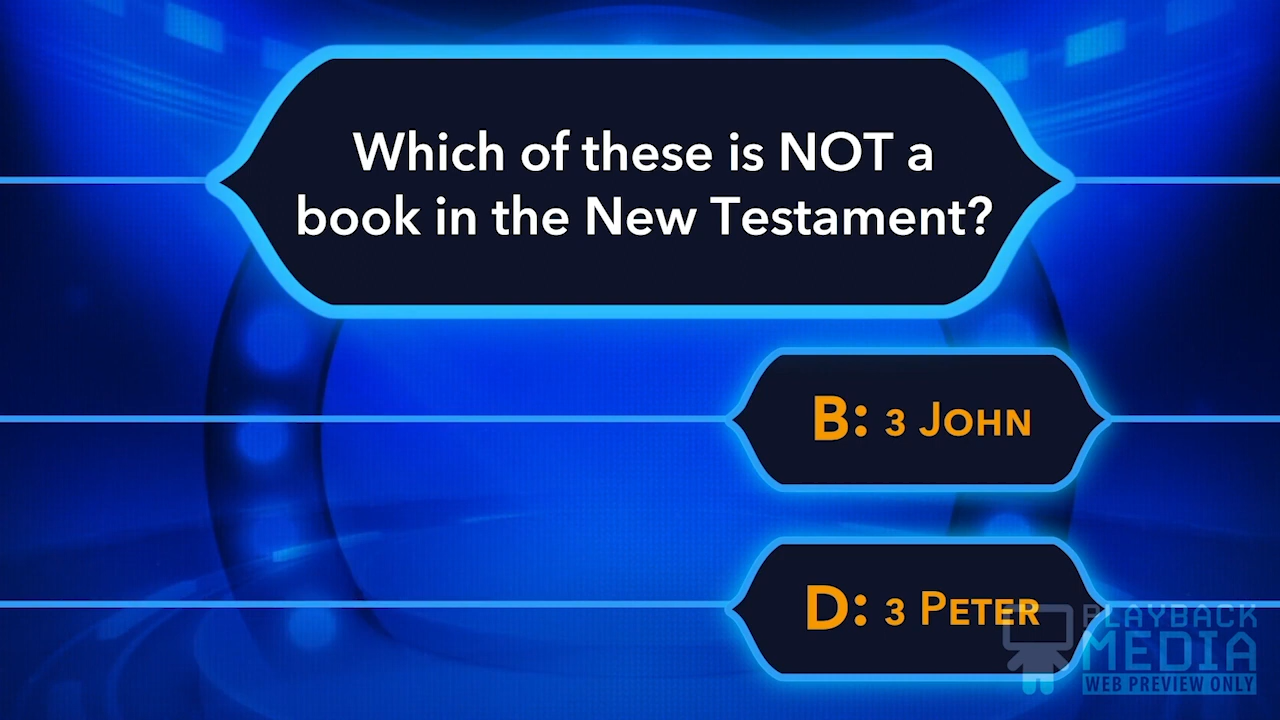 Which of these is NOT a
book in the New Testament?
B: 3 John
D: 3 Peter
PLAYBACK
MEDIA
WEB PREVIEW ONLY